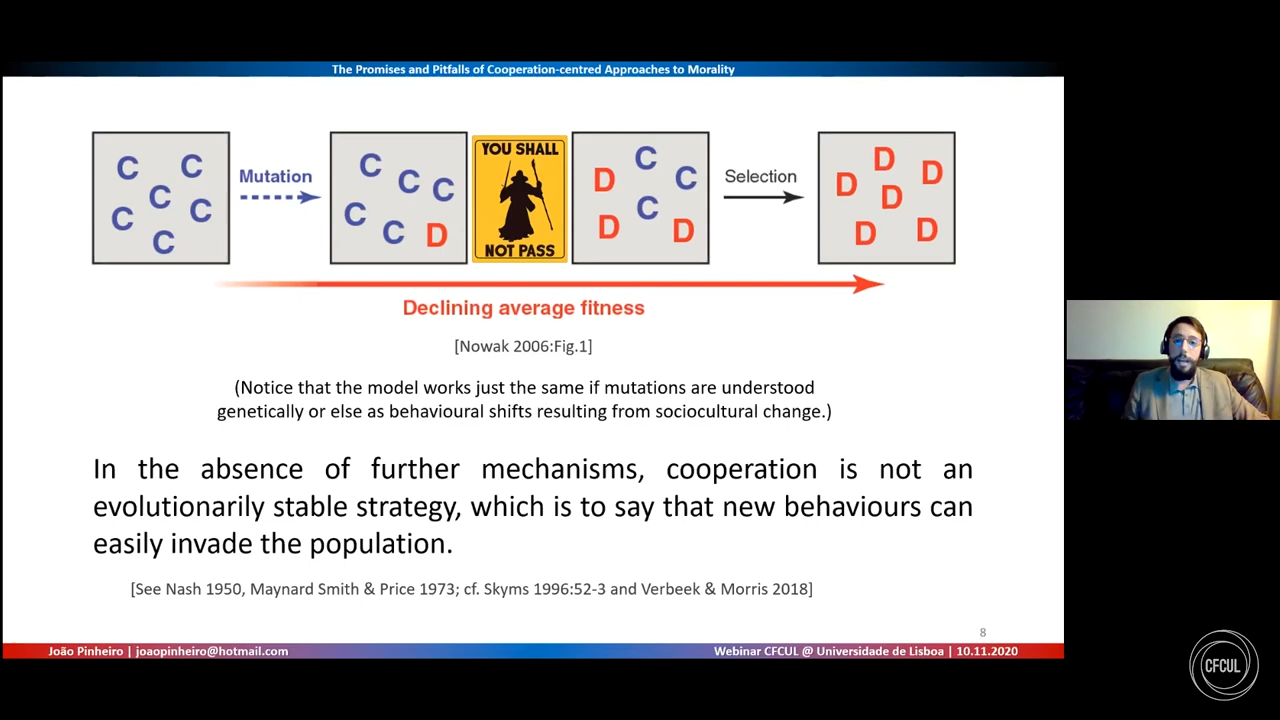 The Promises and Pitfalls of Cooperation-centred Approaches to Morality
C C C C C C
Mutation
C C C C C D
YOU SHALL
NOT PASS
C D C C D D
Selection
D D D D D D
Declining average fitness
[Nowak 2006:Fig.1]
(Notice that the model works just the same if mutations are understood
genetically or else as behavioural shifts resulting from sociocultural change.)
In the absence of further mechanisms, cooperation is not an
evolutionarily stable strategy, which is to say that new behaviours can
easily invade the population.
[See Nash 1950, Maynard Smith & Price 1973; cf. Skyms 1996:52-3 and Verbeek & Morris 2018]
8
João Pinheiro | joaopinheiro@hotmail.com
Webinar CFCUL @ Universidade de Lisboa | 10.11.2020
CFCUL